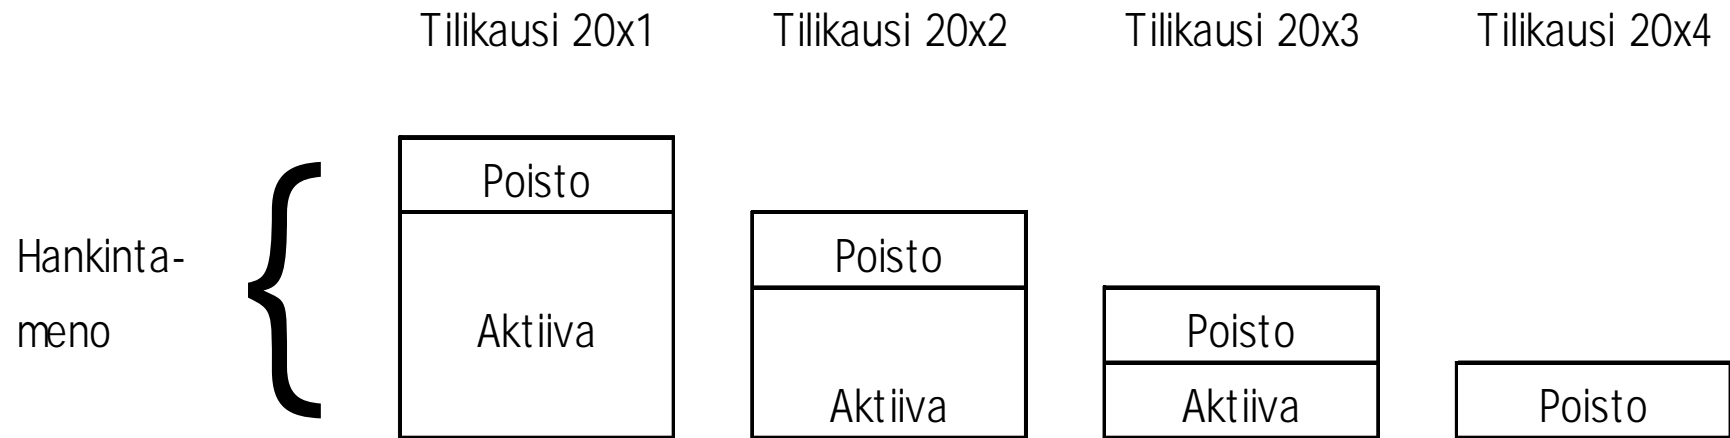 Tilikausi 20x1 Tilikausi 20x2 Tilikausi 20x3 Tilikausi 20x4
Poisto
Hankinta- Poisto
meno Aktiiva Poisto
Aktiiva Aktiiva Poisto